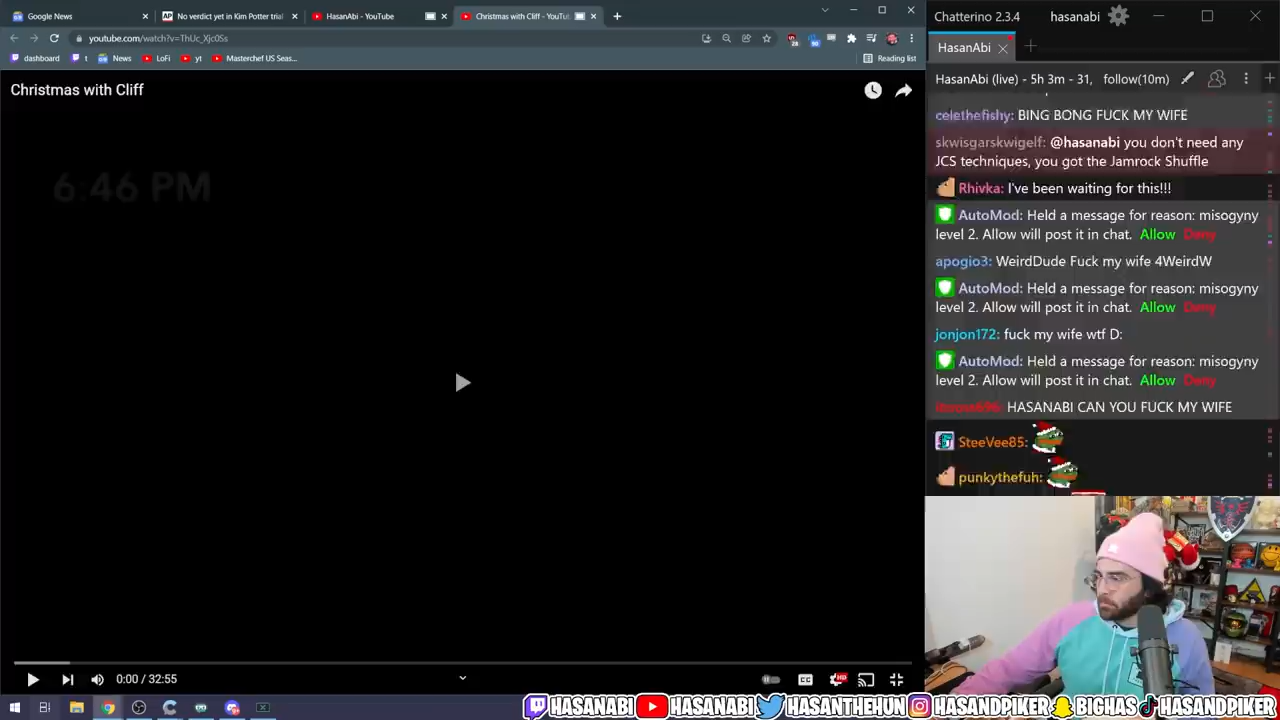 Google News
No verdict yet in Kim Potter trial
HasanAbi - YouTube
Christmas with Cliff - YouTu
youtube.com/watch?v=ThUc_Xjc0Ss
dashboard
t
News
LoFi
yt
Masterchef US Seas...
Reading list
Christmas with Cliff
6:46 PM
0:00 / 32:55
Chatterino 2.3.4
hasanabi
HasanAbi
HasanAbi (live) - 5h 3m - 31,
follow(10m)
celethefishy: BING BONG FUCK MY WIFE
skwisgarskwigelf: @hasanabi you don't need any
JCS techniques, you got the Jamrock Shuffle
Rhivka: I've been waiting for this!!!
AutoMod: Held a message for reason: misogyny
level 2. Allow will post it in chat. Allow Deny
apogio3: WeirdDude Fuck my wife 4WeirdW
AutoMod: Held a message for reason: misogyny
level 2. Allow will post it in chat. Allow Deny
jonjon172: fuck my wife wtf D:
AutoMod: Held a message for reason: misogyny
level 2. Allow will post it in chat. Allow Deny
HASANABI CAN YOU FUCK MY WIFE
SteeVee85:
punkythefuh:
HASANABI
HASANABI
HASANTHEHUN
HASANDPIKER
BIGHAS
HASANDPIKER